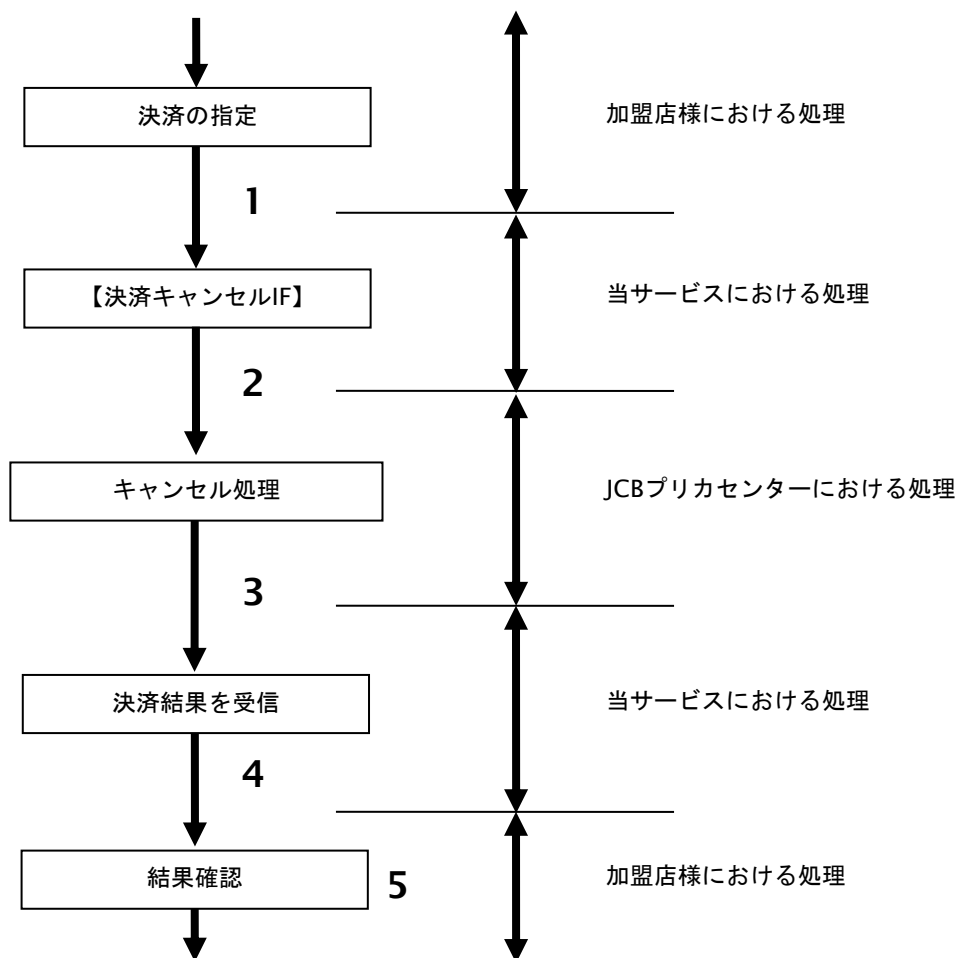 決済の指定
加盟店様における処理
1
【決済キャンセルIF】
当サービスにおける処理
2
キャンセル処理
JCBプリカセンターにおける処理
3
決済結果を受信
当サービスにおける処理
4
結果確認
5
加盟店様における処理